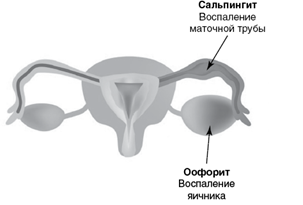 Сальпингит
Воспаление
маточной трубы
Оофорит
Воспаление
яичника